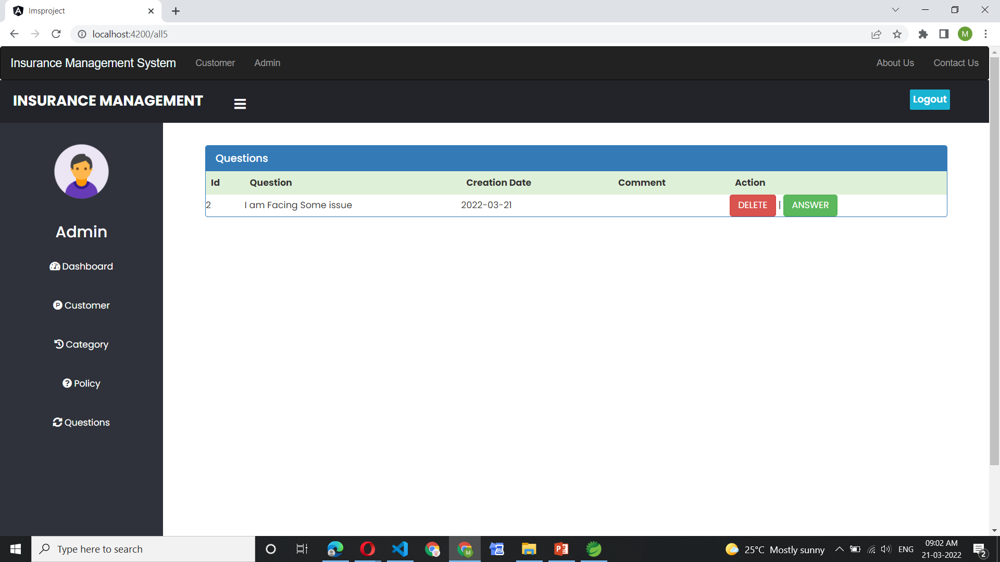 Imsproject
localhost:4200/all5
M
Insurance Management System Customer Admin About Us Contact Us
INSURANCE MANAGEMENT Logout
Questions
Id Question Creation Date Comment Action
2 I am Facing Some issue 2022-03-21 DELETE | ANSWER
Admin
Dashboard
P Customer
Category
? Policy
Questions
Type here to search
25°C Mostly sunny ENG
09:02 AM
21-03-2022
2